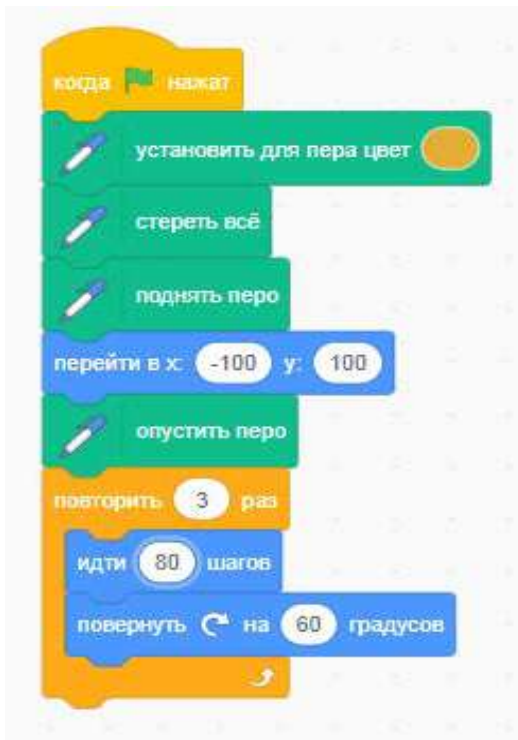 когда нажат
установить для пера цвет
стереть всё
поднять перо
перейти в x: -100 y: 100
опустить перо
повторить 3 раз
идти 80 шагов
повернуть на 60 градусов